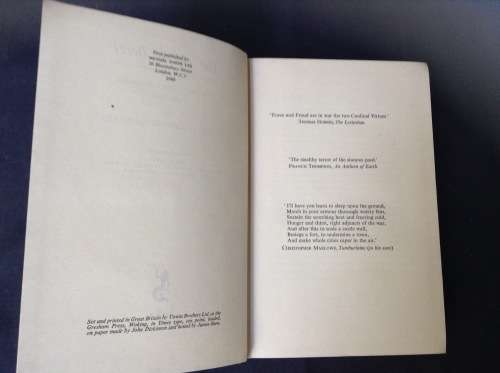 First published by
MICHAEL JOSEPH LTD
26 Bloomsbury Street
London, W.C.1
'Force and Fraud are in war the two Cardinal Virtues.'
THOMAS HOBBES, The Leviathan
'The stealthy terror of the sinuous pard.'
FRANCIS THOMPSON, An Anthem of Earth
'I'll have you learn to sleep upon the ground,
March in your armour thorough watery fens,
Sustain the scorching heat and freezing cold,
Hunger and thirst, right adjuncts of the war,
And after this to scale a castle wall,
Besiege a fort, to undermine a town,
And make whole cities caper in the air.'
CHRISTOPHER MARLOWE, Tamburlaine (to his sons)
Set and printed in Great Britain by Unwin Brothers Ltd. at the
Gresham Press, Woking, in Times type, ten point, leaded,
on paper made by John Dickinson and bound by James Burn.